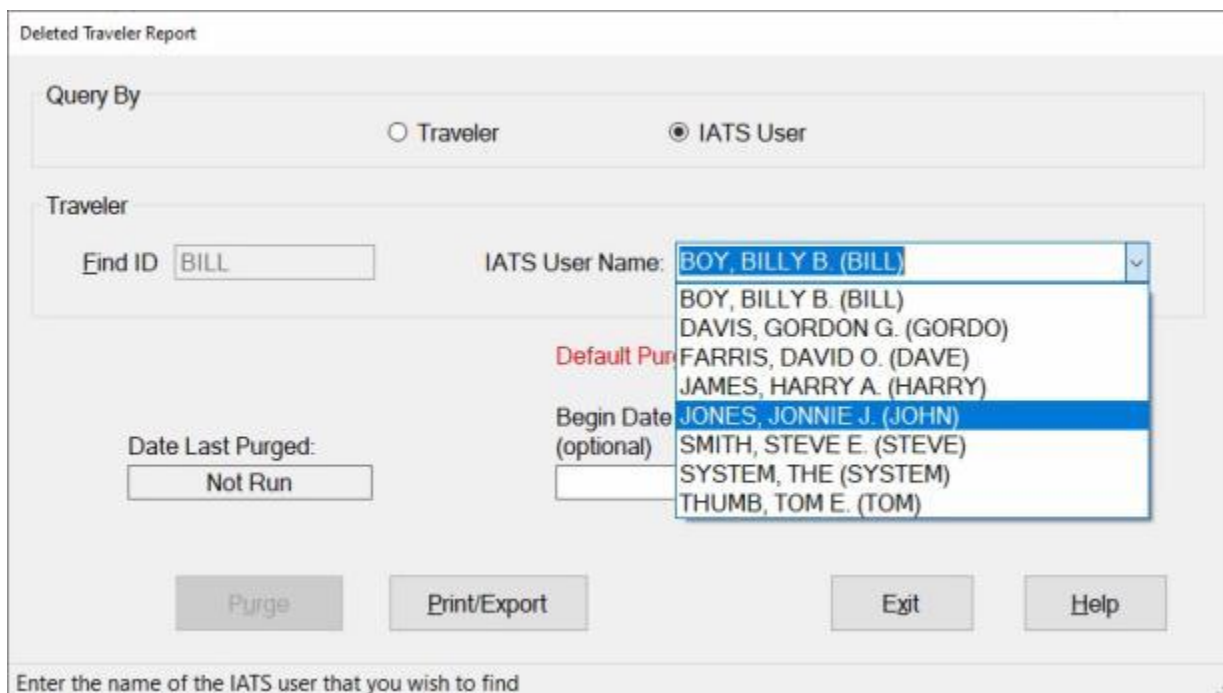 Deleted Traveler Report
Query By
Traveler
IATS User
Traveler
Find ID
BILL
IATS User Name:
BOY, BILLY B. (BILL)
BOY, BILLY B. (BILL)
DAVIS, GORDON G. (GORDO)
Default Pur
FARRIS, DAVID O. (DAVE)
JAMES, HARRY A. (HARRY)
Begin Date
JONES, JONNIE J. (JOHN)
Date Last Purged:
(optional)
SMITH, STEVE E. (STEVE)
Not Run
SYSTEM, THE (SYSTEM)
THUMB, TOM E. (TOM)
Purge
Print/Export
Exit
Help
Enter the name of the IATS user that you wish to find